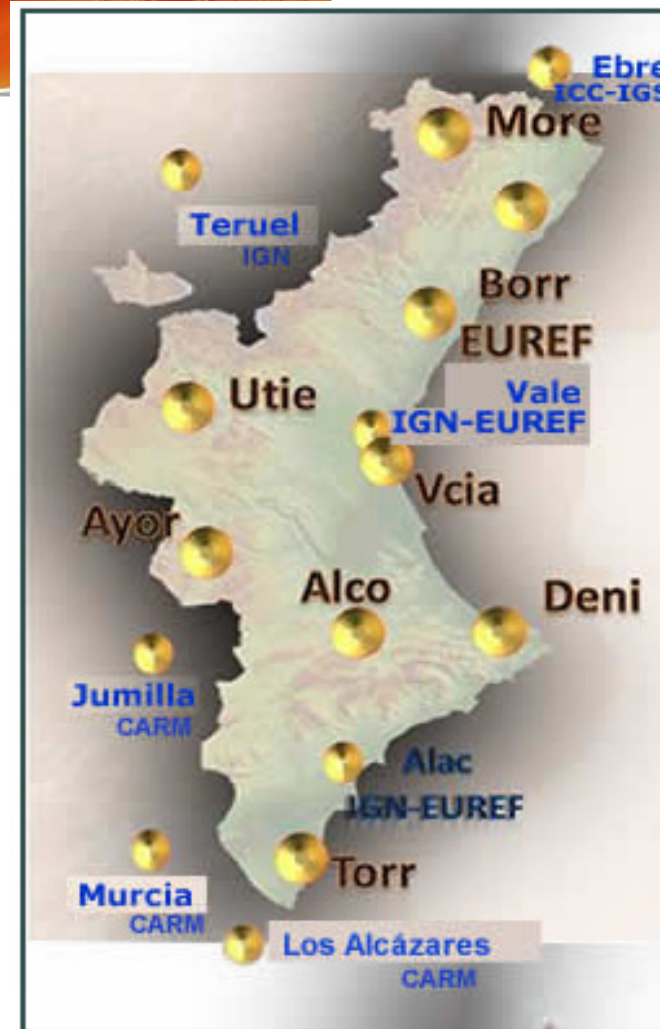 Ebre
ICC-IGS
More
Teruel
IGN
Borr
EUREF
Utie
Vale
IGN-EUREF
Vcia
Ayor
Alco
Deni
Jumilla
CARM
Alac
IGN-EUREF
Murcia
CARM
Torr
Los Alcázares
CARM